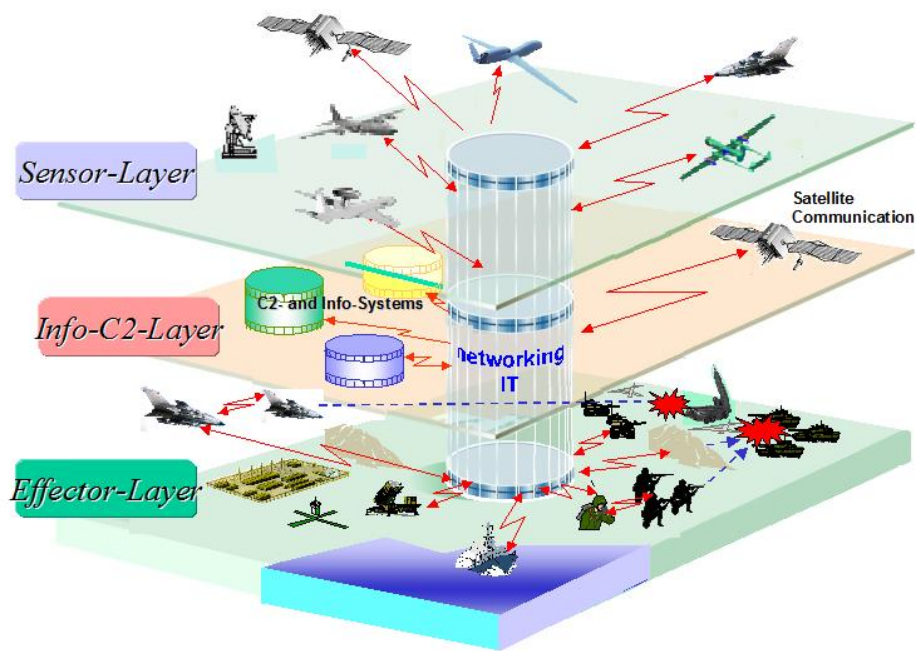 Sensor-Layer
Satellite
Communication
C2- and Info-Systems
Info-C2-Layer
networking
IT
Effector-Layer